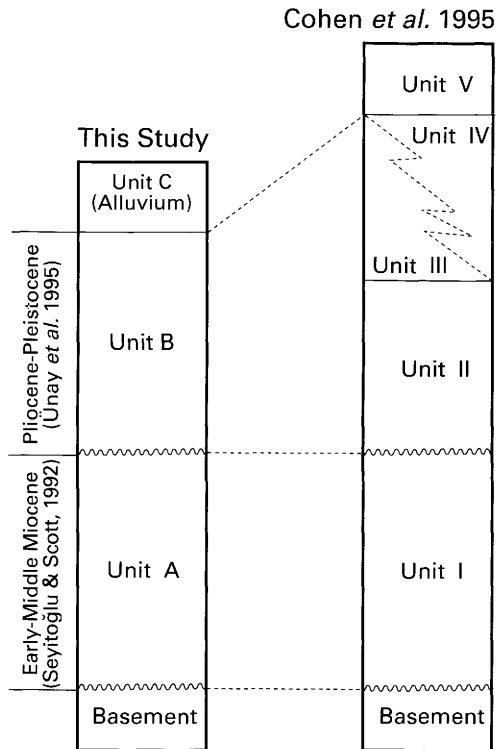 Cohen et al. 1995
This Study
Unit C
(Alluvium)
Unit B
Unit A
Basement
Pliocene-Pleistocene
(Ünay et al. 1995)
Early-Middle Miocene
(Seyitoğlu & Scott, 1992)
Unit V
Unit IV
Unit III
Unit II
Unit I
Basement